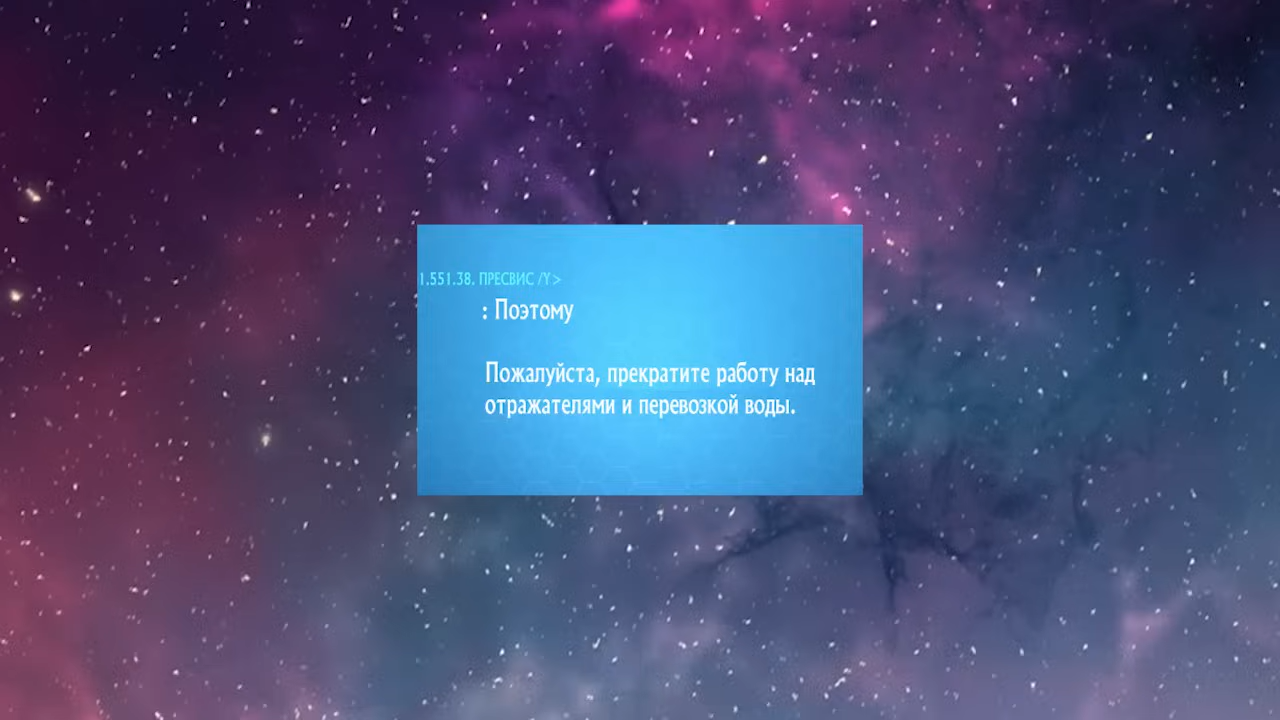 1.551.38. ПРЕСВИС /Y >
: Поэтому
Пожалуйста, прекратите работу над
отражателями и перевозкой воды.